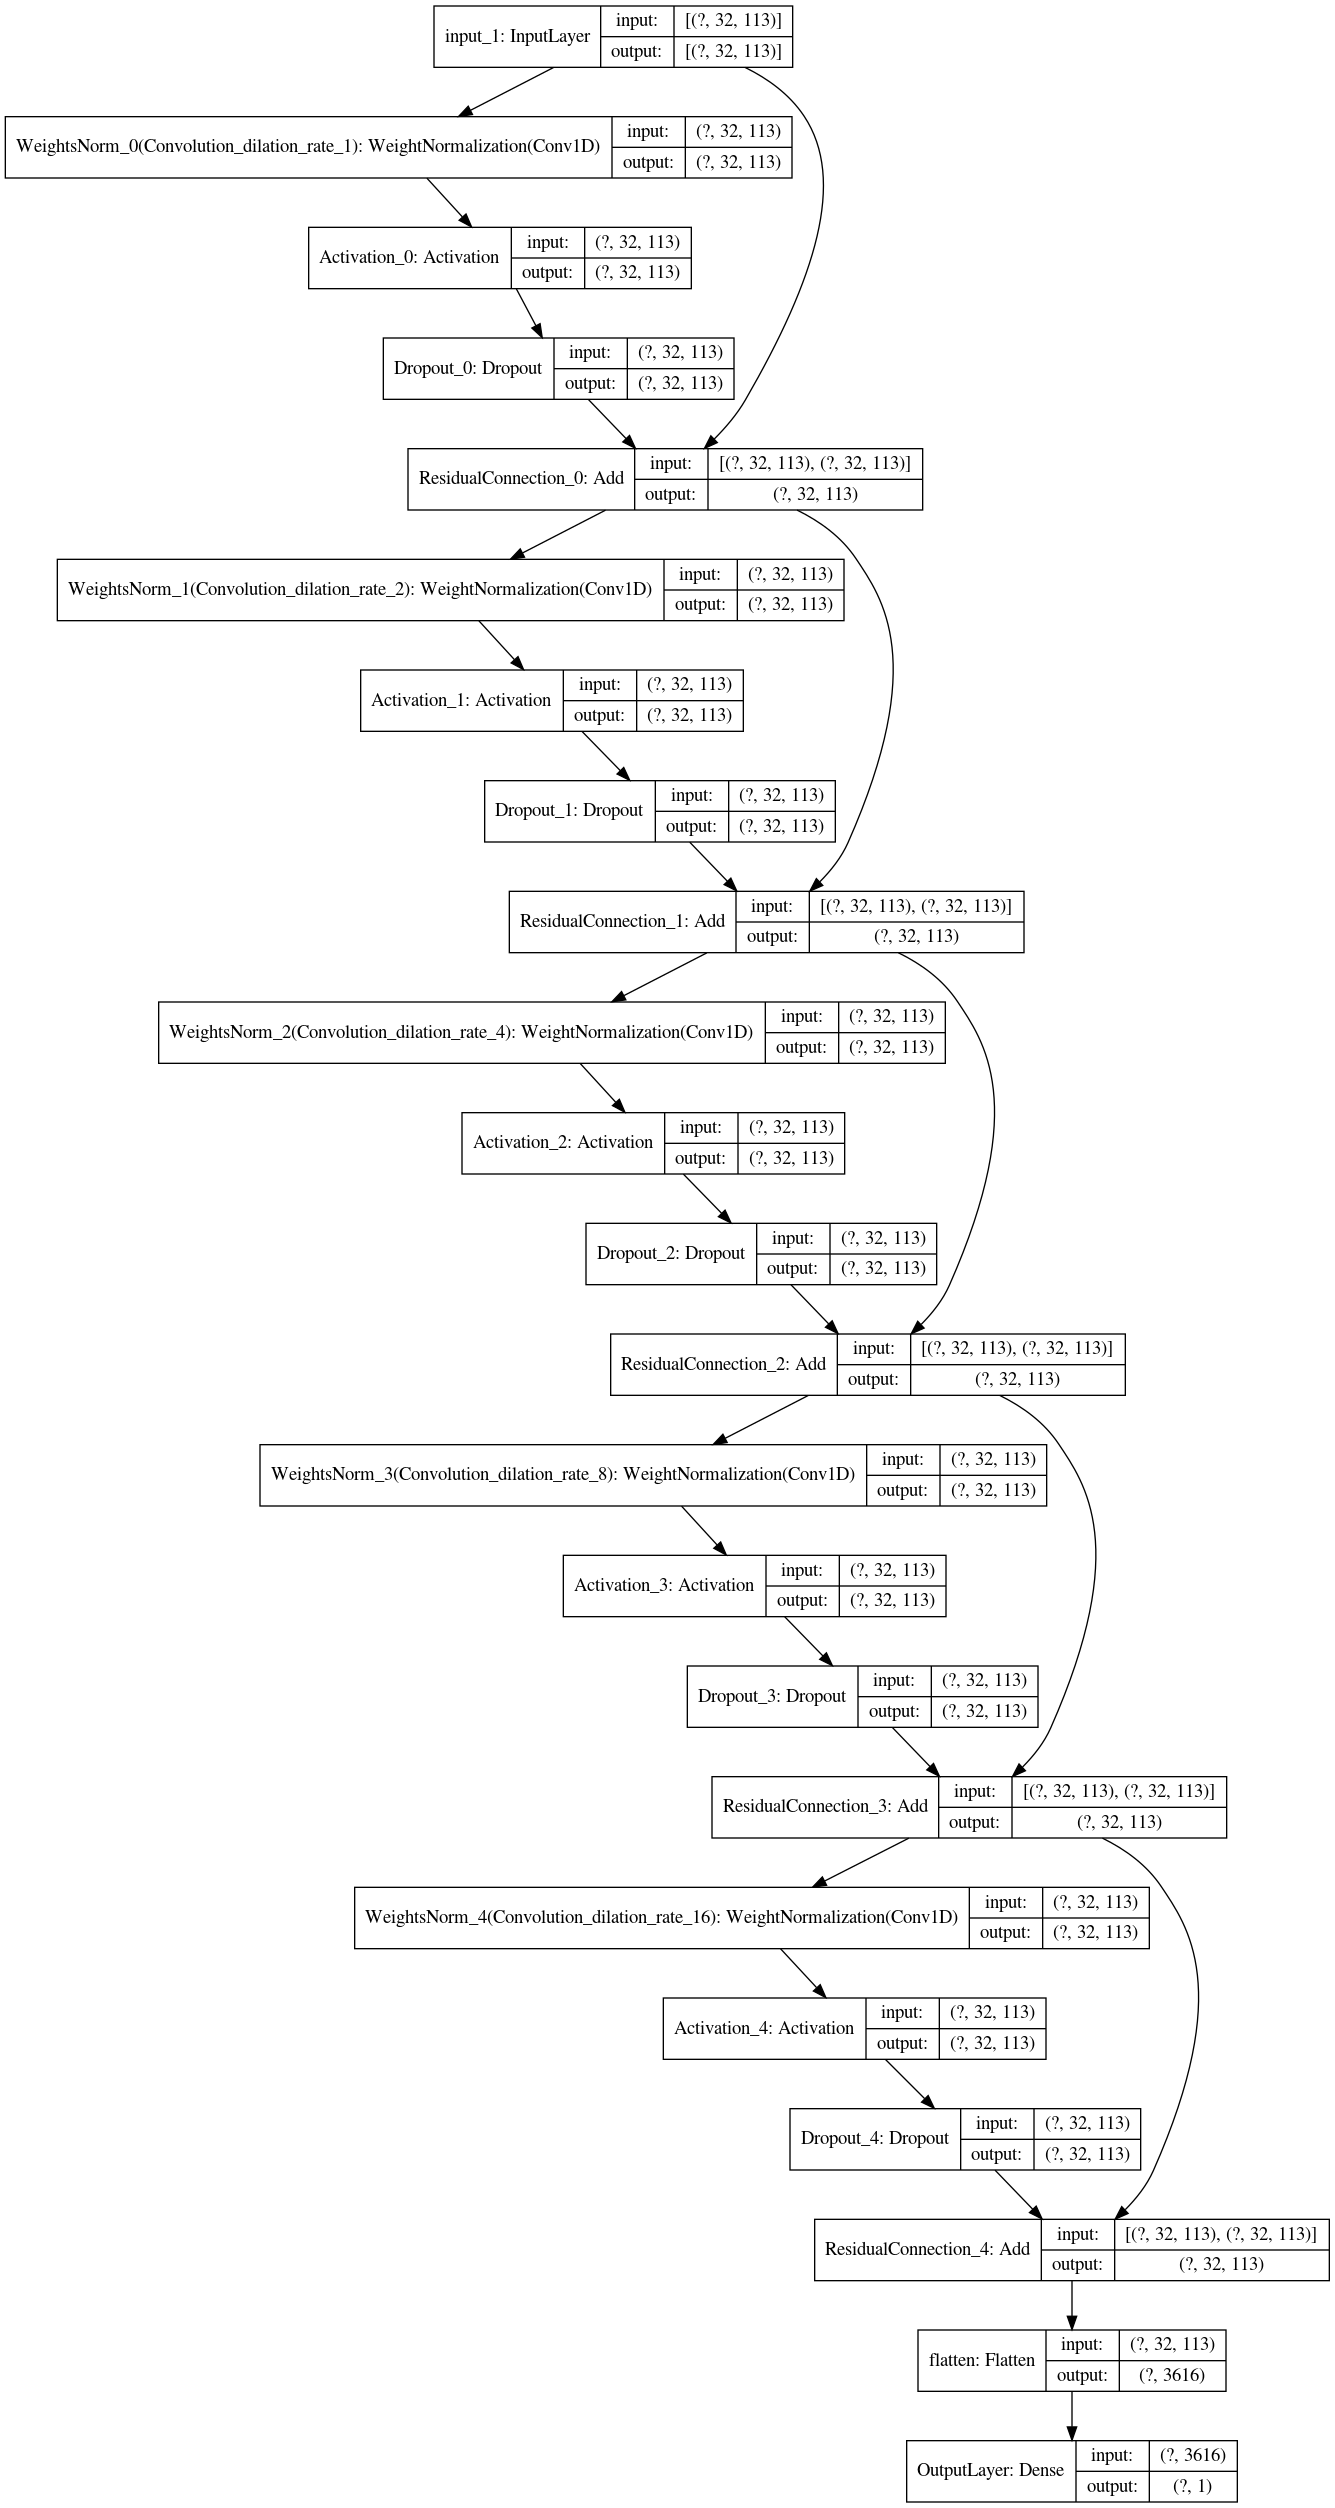 input_1: InputLayer
input: [(?, 32, 113)]
output: [(?, 32, 113)]
WeightsNorm_0(Convolution_dilation_rate_1): WeightNormalization(Conv1D)
input: (?, 32, 113)
output: (?, 32, 113)
Activation_0: Activation
input: (?, 32, 113)
output: (?, 32, 113)
Dropout_0: Dropout
input: (?, 32, 113)
output: (?, 32, 113)
ResidualConnection_0: Add
input: [(?, 32, 113), (?, 32, 113)]
output: (?, 32, 113)
WeightsNorm_1(Convolution_dilation_rate_2): WeightNormalization(Conv1D)
input: (?, 32, 113)
output: (?, 32, 113)
Activation_1: Activation
input: (?, 32, 113)
output: (?, 32, 113)
Dropout_1: Dropout
input: (?, 32, 113)
output: (?, 32, 113)
ResidualConnection_1: Add
input: [(?, 32, 113), (?, 32, 113)]
output: (?, 32, 113)
WeightsNorm_2(Convolution_dilation_rate_4): WeightNormalization(Conv1D)
input: (?, 32, 113)
output: (?, 32, 113)
Activation_2: Activation
input: (?, 32, 113)
output: (?, 32, 113)
Dropout_2: Dropout
input: (?, 32, 113)
output: (?, 32, 113)
ResidualConnection_2: Add
input: [(?, 32, 113), (?, 32, 113)]
output: (?, 32, 113)
WeightsNorm_3(Convolution_dilation_rate_8): WeightNormalization(Conv1D)
input: (?, 32, 113)
output: (?, 32, 113)
Activation_3: Activation
input: (?, 32, 113)
output: (?, 32, 113)
Dropout_3: Dropout
input: (?, 32, 113)
output: (?, 32, 113)
ResidualConnection_3: Add
input: [(?, 32, 113), (?, 32, 113)]
output: (?, 32, 113)
WeightsNorm_4(Convolution_dilation_rate_16): WeightNormalization(Conv1D)
input: (?, 32, 113)
output: (?, 32, 113)
Activation_4: Activation
input: (?, 32, 113)
output: (?, 32, 113)
Dropout_4: Dropout
input: (?, 32, 113)
output: (?, 32, 113)
ResidualConnection_4: Add
input: [(?, 32, 113), (?, 32, 113)]
output: (?, 32, 113)
flatten: Flatten
input: (?, 32, 113)
output: (?, 3616)
OutputLayer: Dense
input: (?, 3616)
output: (?, 1)